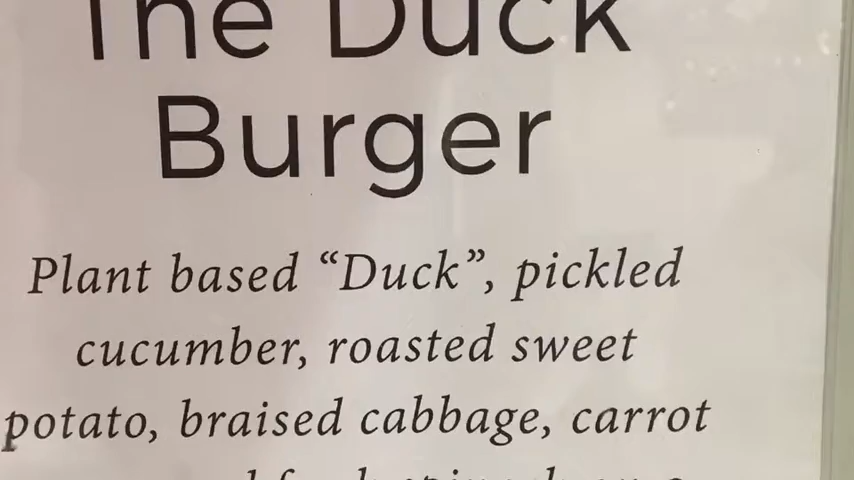 The Duck
Burger
Plant based “Duck”, pickled
cucumber, roasted sweet
potato, braised cabbage, carrot